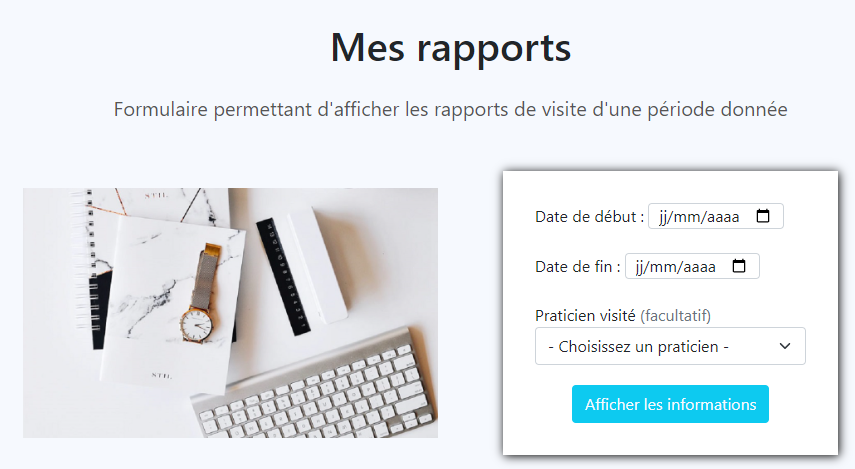 Mes rapports
Formulaire permettant d'afficher les rapports de visite d'une période donnée
STIL
STIL
Date de début : jj/mm/aaaa
Date de fin : jj/mm/aaaa
Praticien visité (facultatif)
- Choisissez un praticien -
Afficher les informations